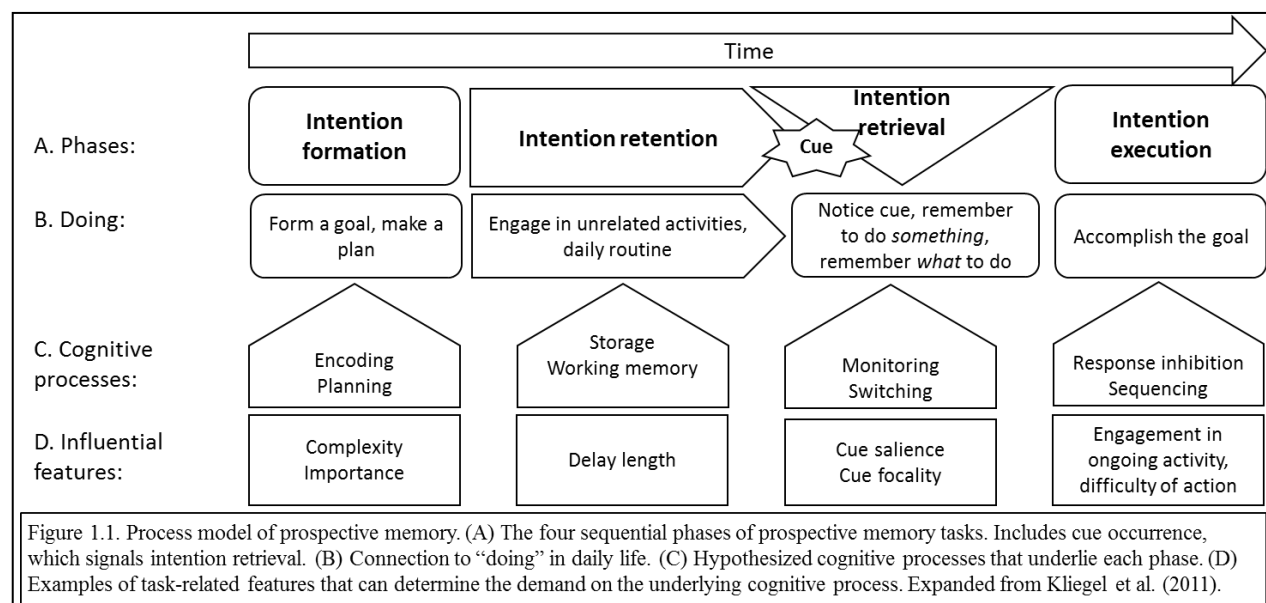 Time
A. Phases:
Intention
formation
Intention retention
Cue
Intention
retrieval
Intention
execution
B. Doing:
Form a goal, make a
plan
Engage in unrelated activities,
daily routine
Notice cue, remember
to do something,
remember what to do
Accomplish the goal
C. Cognitive
processes:
Encoding
Planning
Storage
Working memory
Monitoring
Switching
Response inhibition
Sequencing
D. Influential
features:
Complexity
Importance
Delay length
Cue salience
Cue focality
Engagement in
ongoing activity,
difficulty of action
Figure 1.1. Process model of prospective memory. (A) The four sequential phases of prospective memory tasks. Includes cue occurrence,
which signals intention retrieval. (B) Connection to “doing” in daily life. (C) Hypothesized cognitive processes that underlie each phase. (D)
Examples of task-related features that can determine the demand on the underlying cognitive process. Expanded from Kliegel et al. (2011).